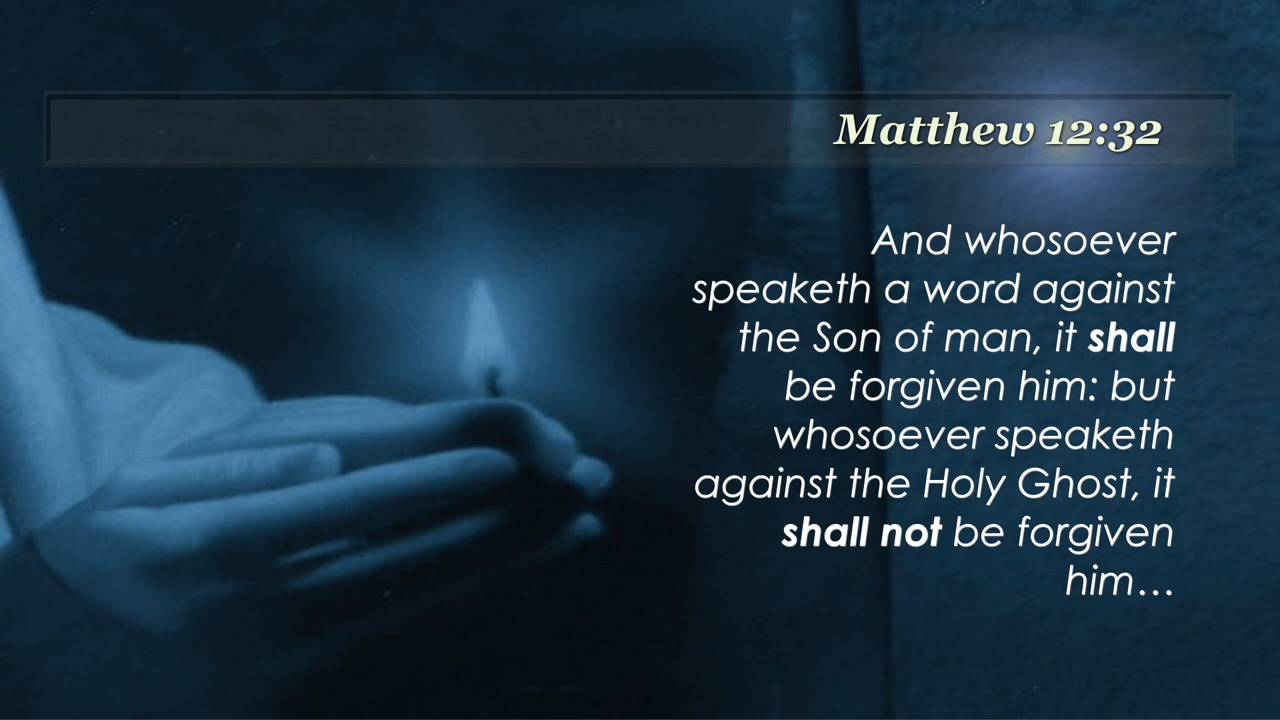 Matthew 12:32
And whosoever
speaketh a word against
the Son of man, it shall
be forgiven him: but
whosoever speaketh
against the Holy Ghost, it
shall not be forgiven
him…